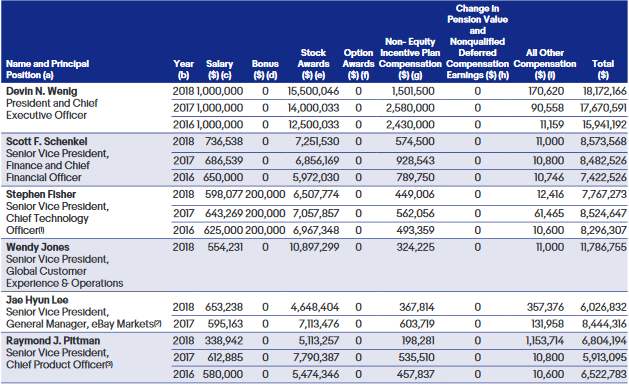 Change in
Pension Value
and
Non- Equity Nonqualified
Stock Option Incentive Plan Deferred All Other
Name and Principal Year Salary Bonus Awards Awards Compensation Compensation Compensation Total
Position (a) (b) ($) (c) ($) (d) ($) (e) ($) (f) ($) (g) Earnings ($) (h) ($) (i) ($)
Devin N. Wenig 2018 1,000,000 0 15,500,046 0 1,501,500 0 170,620 18,172,166
President and Chief 2017 1,000,000 0 14,000,033 0 2,580,000 0 90,558 17,670,591
Executive Officer 2016 1,000,000 0 12,500,033 0 2,430,000 0 11,159 15,941,192
Scott F. Schenkel 2018 736,538 0 7,251,530 0 574,500 0 11,000 8,573,568
Senior Vice President,
Finance and Chief 2017 686,539 0 6,856,169 0 928,543 0 10,800 8,482,526
Financial Officer 2016 650,000 0 5,972,030 0 789,750 0 10,746 7,422,526
Stephen Fisher 2018 598,077 200,000 6,507,774 0 449,006 0 12,416 7,767,273
Senior Vice President,
Chief Technology 2017 643,269 200,000 7,057,857 0 562,056 0 61,465 8,524,647
Officer(1) 2016 625,000 200,000 6,967,348 0 493,359 0 10,600 8,296,307
Wendy Jones 2018 554,231 0 10,897,299 0 324,225 0 11,000 11,786,755
Senior Vice President,
Global Customer
Experience & Operations
Jae Hyun Lee
Senior Vice President, 2018 653,238 0 4,648,404 0 367,814 0 357,376 6,026,832
General Manager, eBay Markets(2) 2017 595,163 0 7,113,476 0 603,719 0 131,958 8,444,316
Raymond J. Pittman 2018 338,942 0 5,113,257 0 198,281 0 1,153,714 6,804,194
Senior Vice President, 2017 612,885 0 7,790,387 0 535,510 0 10,800 5,913,095
Chief Product Officer(3)
2016 580,000 0 5,474,346 0 457,837 0 10,600 6,522,783